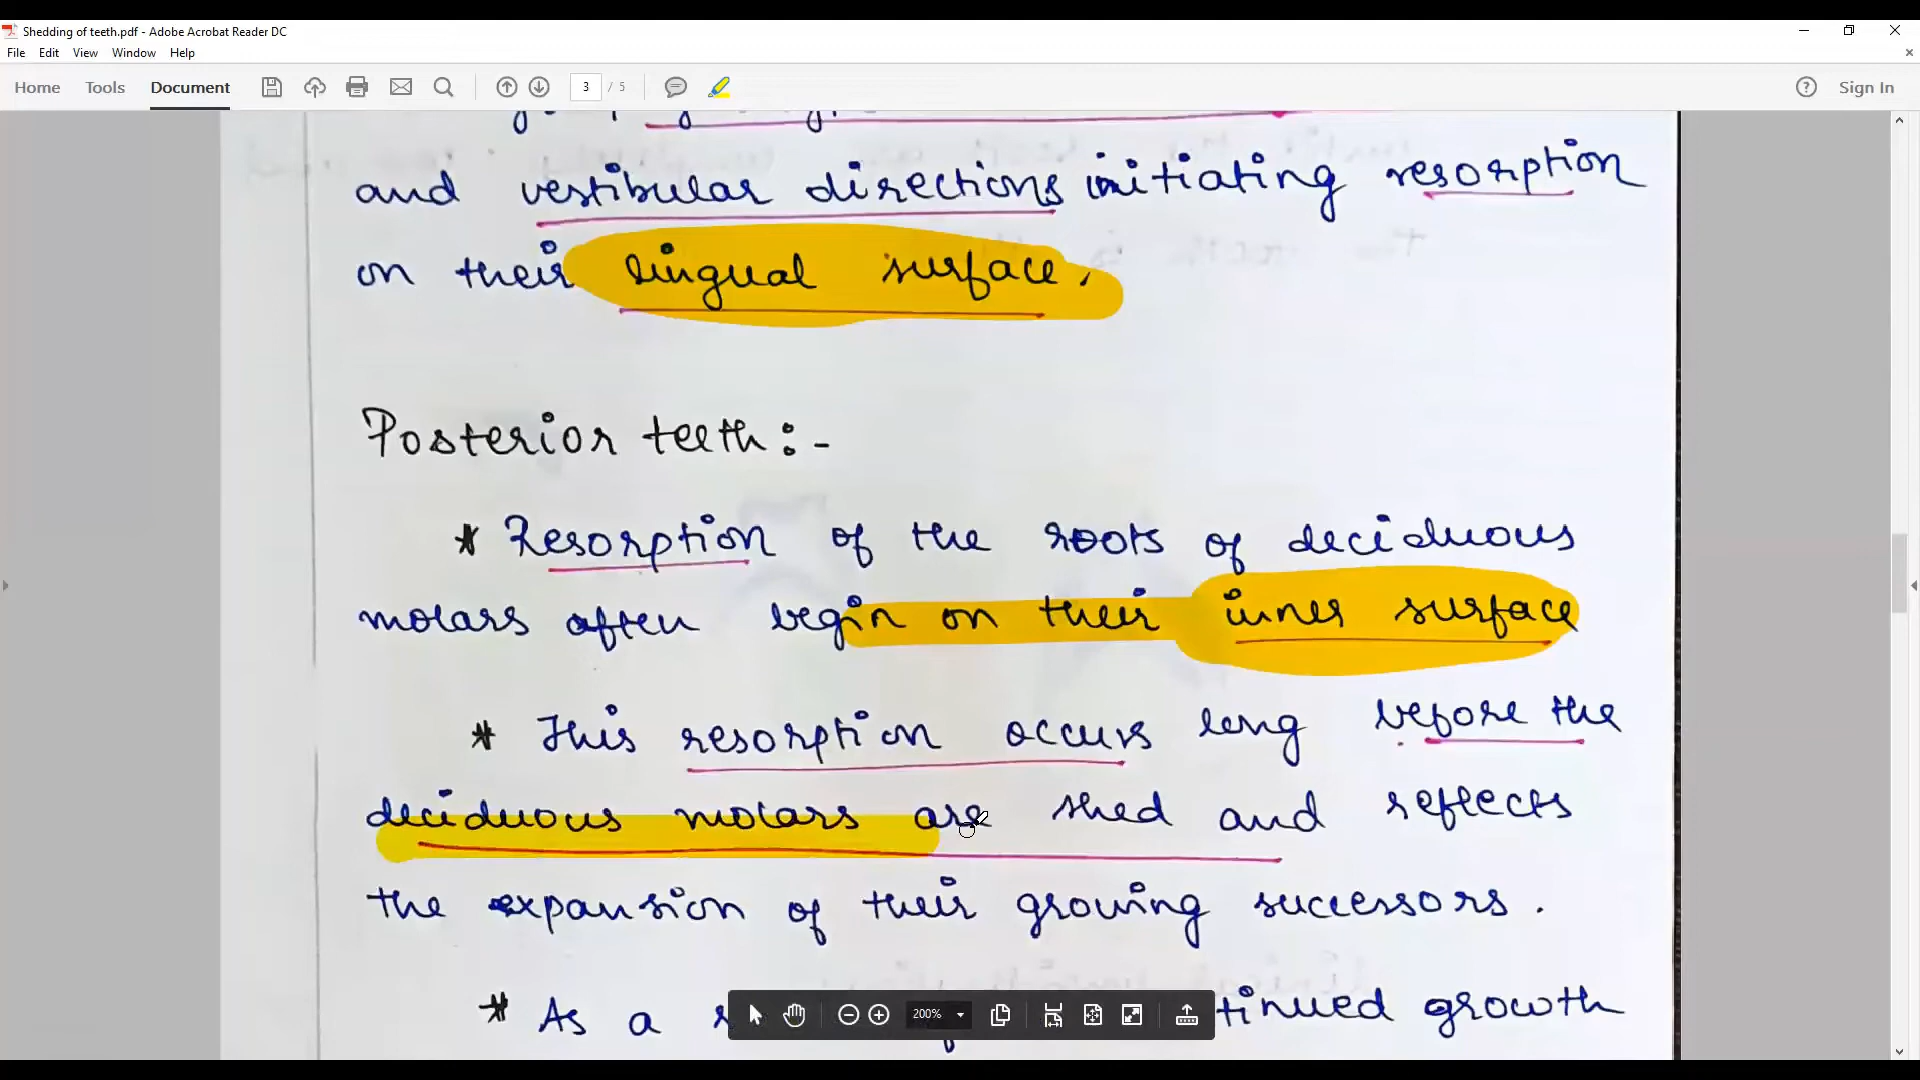 Shedding of teeth.pdf - Adobe Acrobat Reader DC
File Edit View Window Help
Home Tools Document 3 / 5 Sign In
and vestibular directions initiating resorption
on their lingual surface.
Posterior teeth :-
* Resorption of the roots of deciduous
molars often begin on their inner surface
* This resorption occurs long before the
deciduous molars are shed and reflects
the expansion of their growing successors.
* As a tinued growth
200%